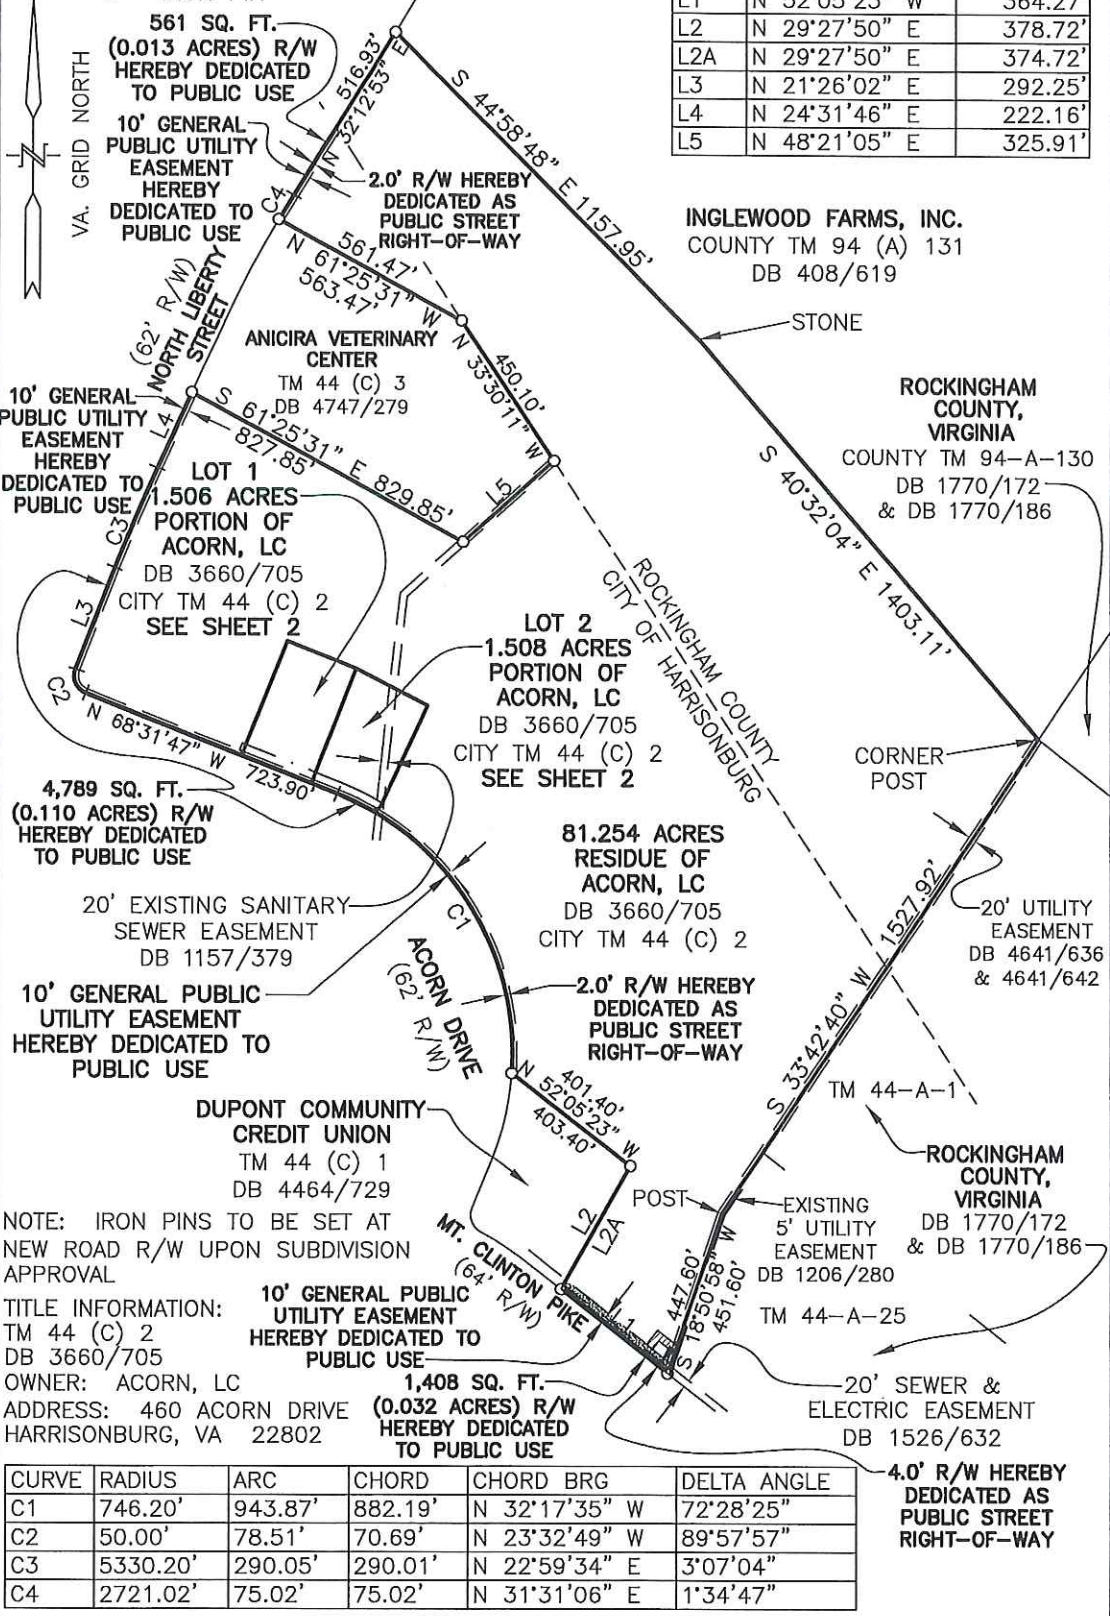 561 SQ. FT.
(0.013 ACRES) R/W
HEREBY DEDICATED
TO PUBLIC USE
10' GENERAL
PUBLIC UTILITY
EASEMENT
HEREBY
DEDICATED TO
PUBLIC USE
VA. GRID NORTH
N
516.93'
N 32°12'53" E
C4
2.0' R/W HEREBY
DEDICATED AS
PUBLIC STREET
RIGHT-OF-WAY
S 44°58'48" E 1157.95'
L1 N 52°05'23" W 364.27'
L2 N 29°27'50" E 378.72'
L2A N 29°27'50" E 374.72'
L3 N 21°26'02" E 292.25'
L4 N 24°31'46" E 222.16'
L5 N 48°21'05" E 325.91'
INGLEWOOD FARMS, INC.
COUNTY TM 94 (A) 131
DB 408/619
STONE
561.47'
N 61°25'31" W
563.47'
NORTH LIBERTY
STREET
(62' R/W)
ANICIRA VETERINARY
CENTER
TM 44 (C) 3
DB 4747/279
450.10'
N 33°30'11" W
10' GENERAL
PUBLIC UTILITY
EASEMENT
HEREBY
DEDICATED TO
PUBLIC USE
L4
S 61°25'31" E 829.85'
827.85'
L5
ROCKINGHAM
COUNTY,
VIRGINIA
COUNTY TM 94-A-130
DB 1770/172
& DB 1770/186
S 40°32'04" E 1403.11'
LOT 1
1.506 ACRES
PORTION OF
ACORN, LC
DB 3660/705
CITY TM 44 (C) 2
SEE SHEET 2
C3
L3
C2
ROCKINGHAM COUNTY
CITY OF HARRISONBURG
LOT 2
1.508 ACRES
PORTION OF
ACORN, LC
DB 3660/705
CITY TM 44 (C) 2
SEE SHEET 2
N 68°31'47" W
723.90'
CORNER
POST
4,789 SQ. FT.
(0.110 ACRES) R/W
HEREBY DEDICATED
TO PUBLIC USE
81.254 ACRES
RESIDUE OF
ACORN, LC
DB 3660/705
CITY TM 44 (C) 2
20' EXISTING SANITARY
SEWER EASEMENT
DB 1157/379
C1
20' UTILITY
EASEMENT
DB 4641/636
& 4641/642
S 33°42'40" W 1527.92'
10' GENERAL PUBLIC
UTILITY EASEMENT
HEREBY DEDICATED TO
PUBLIC USE
ACORN DRIVE
(62' R/W)
2.0' R/W HEREBY
DEDICATED AS
PUBLIC STREET
RIGHT-OF-WAY
401.40'
N 52°05'23" W
403.40'
TM 44-A-1
DUPONT COMMUNITY
CREDIT UNION
TM 44 (C) 1
DB 4464/729
ROCKINGHAM
COUNTY,
VIRGINIA
DB 1770/172
& DB 1770/186
POST
L2
L2A
EXISTING
5' UTILITY
EASEMENT
DB 1206/280
NOTE: IRON PINS TO BE SET AT
NEW ROAD R/W UPON SUBDIVISION
APPROVAL
MT. CLINTON PIKE
(64' R/W)
447.60'
S 18°50'58" W
451.60'
TM 44-A-25
TITLE INFORMATION:
TM 44 (C) 2
DB 3660/705
OWNER: ACORN, LC
ADDRESS: 460 ACORN DRIVE
HARRISONBURG, VA 22802
10' GENERAL PUBLIC
UTILITY EASEMENT
HEREBY DEDICATED TO
PUBLIC USE
L1
1,408 SQ. FT.
(0.032 ACRES) R/W
HEREBY DEDICATED
TO PUBLIC USE
20' SEWER &
ELECTRIC EASEMENT
DB 1526/632
4.0' R/W HEREBY
DEDICATED AS
PUBLIC STREET
RIGHT-OF-WAY
CURVE RADIUS ARC CHORD CHORD BRG DELTA ANGLE
C1 746.20' 943.87' 882.19' N 32°17'35" W 72°28'25"
C2 50.00' 78.51' 70.69' N 23°32'49" W 89°57'57"
C3 5330.20' 290.05' 290.01' N 22°59'34" E 3°07'04"
C4 2721.02' 75.02' 75.02' N 31°31'06" E 1°34'47"